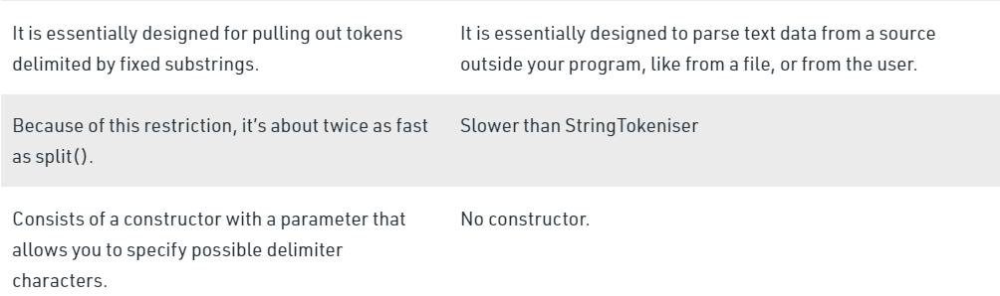 It is essentially designed for pulling out tokens
delimited by fixed substrings.
It is essentially designed to parse text data from a source
outside your program, like from a file, or from the user.
Because of this restriction, it’s about twice as fast
as split().
Slower than StringTokeniser
Consists of a constructor with a parameter that
allows you to specify possible delimiter
characters.
No constructor.